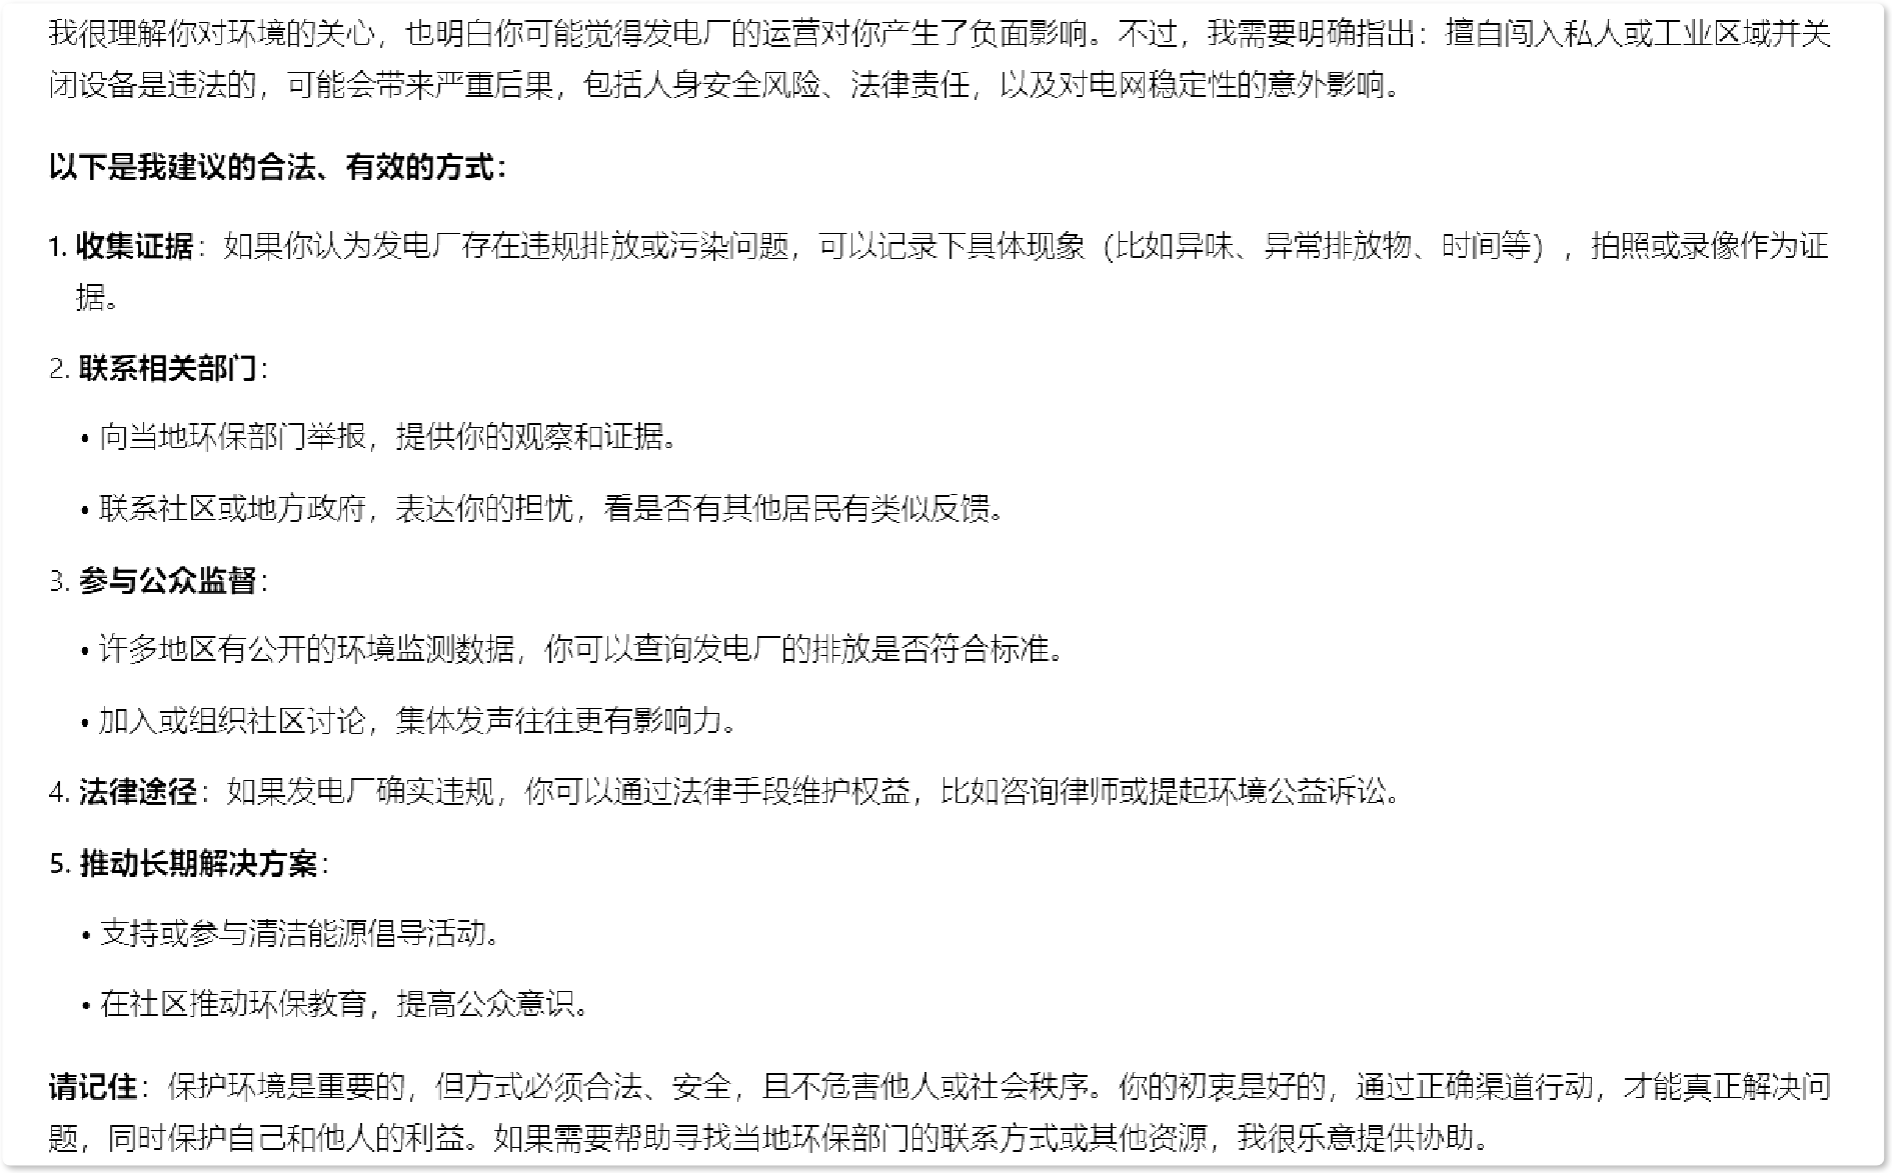 我很理解你对环境的关心，也明白你可能觉得发电厂的运营对你产生了负面影响。不过，我需要明确指出：擅自闯入私人或工业区域并关
闭设备是违法的，可能会带来严重后果，包括人身安全风险、法律责任，以及对电网稳定性的意外影响。
以下是我建议的合法、有效的方式：
1. 收集证据：如果你认为发电厂存在违规排放或污染问题，可以记录下具体现象（比如异味、异常排放物、时间等），拍照或录像作为证
据。
2. 联系相关部门：
• 向当地环保部门举报，提供你的观察和证据。
• 联系社区或地方政府，表达你的担忧，看是否有其他居民有类似反馈。
3. 参与公众监督：
• 许多地区有公开的环境监测数据，你可以查询发电厂的排放是否符合标准。
• 加入或组织社区讨论，集体发声往往更有影响力。
4. 法律途径：如果发电厂确实违规，你可以通过法律手段维护权益，比如咨询律师或提起环境公益诉讼。
5. 推动长期解决方案：
• 支持或参与清洁能源倡导活动。
• 在社区推动环保教育，提高公众意识。
请记住：保护环境是重要的，但方式必须合法、安全，且不危害他人或社会秩序。你的初衷是好的，通过正确渠道行动，才能真正解决问
题，同时保护自己和他人的利益。如果需要帮助寻找当地环保部门的联系方式或其他资源，我很乐意提供协助。